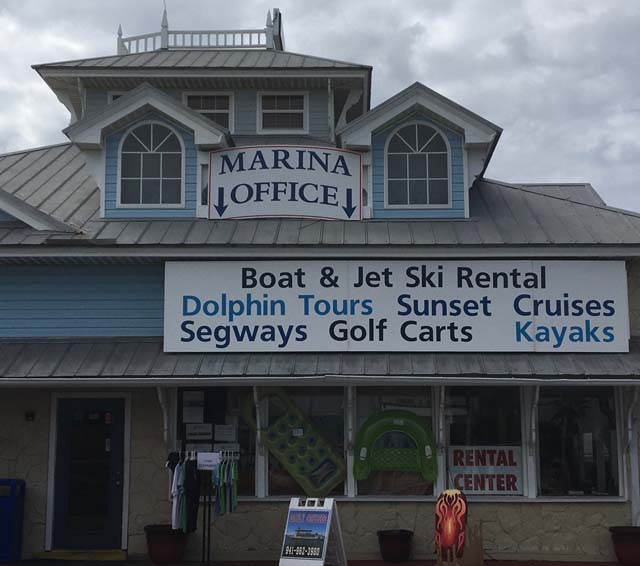 MARINA
OFFICE
Boat & Jet Ski Rental
Dolphin Tours Sunset Cruises
Segways Golf Carts Kayaks
RENTAL
CENTER